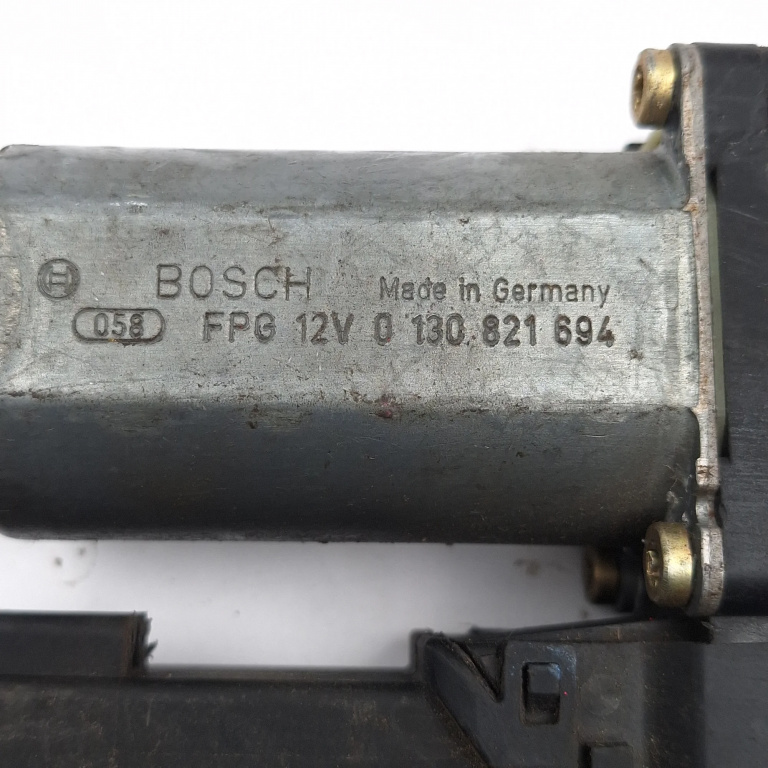 BOSCH Made in Germany
058 FPG 12V 0 130 821 694